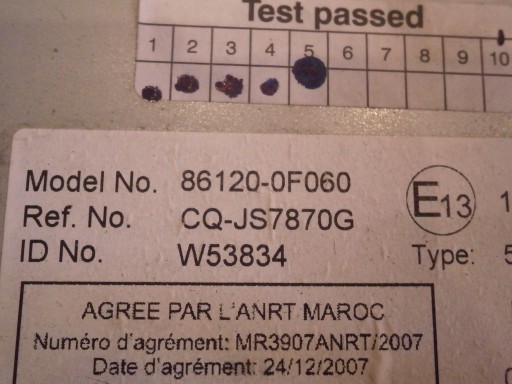 Test passed
1 2 3 4 5 6 7 8 9 10
Model No. 86120-0F060
Ref. No. CQ-JS7870G
ID No. W53834
E13 1
Type: 5
AGREE PAR L'ANRT MAROC
Numéro d'agrément: MR3907ANRT/2007
Date d'agrément: 24/12/2007